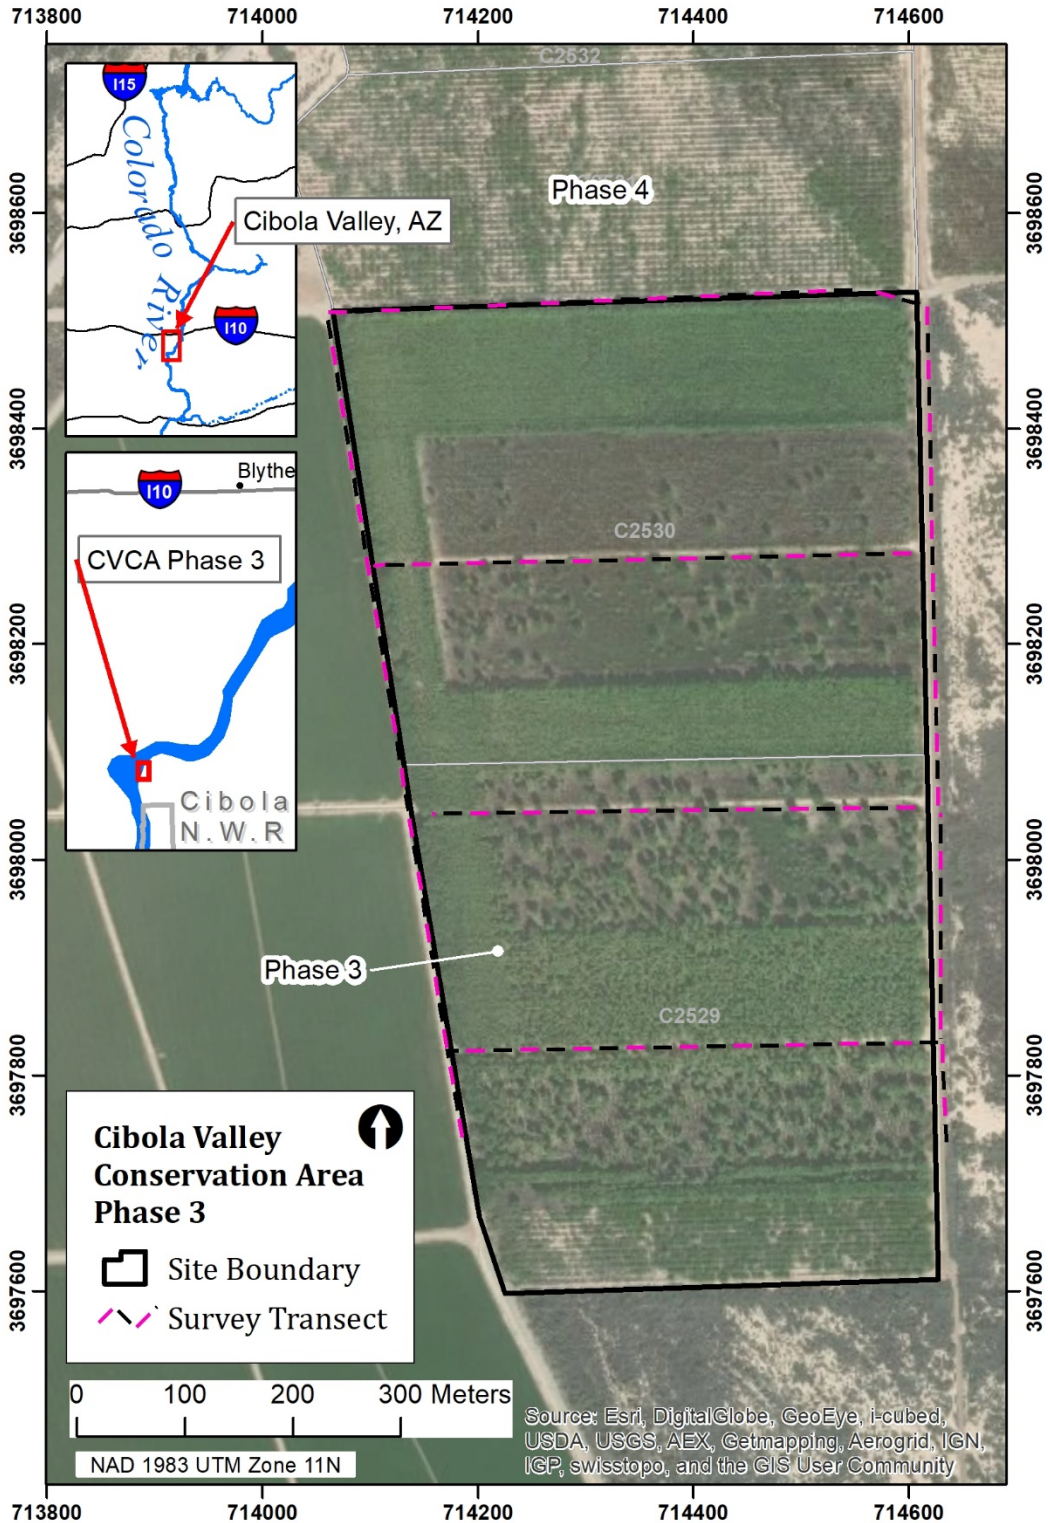 713800
714000
714200
714400
714600
C2532
I15
Colorado River
Cibola Valley, AZ
I10
Phase 4
3698600
3698600
3698400
3698400
I10
Blythe
CVCA Phase 3
Cibola
N.W.R
C2530
3698200
3698200
3698000
3698000
Phase 3
C2529
3697800
3697800
Cibola Valley
Conservation Area
Phase 3
Site Boundary
Survey Transect
3697600
3697600
0 100 200 300 Meters
NAD 1983 UTM Zone 11N
Source: Esri, DigitalGlobe, GeoEye, i-cubed,
USDA, USGS, AEX, Getmapping, Aerogrid, IGN,
IGP, swisstopo, and the GIS User Community
713800
714000
714200
714400
714600